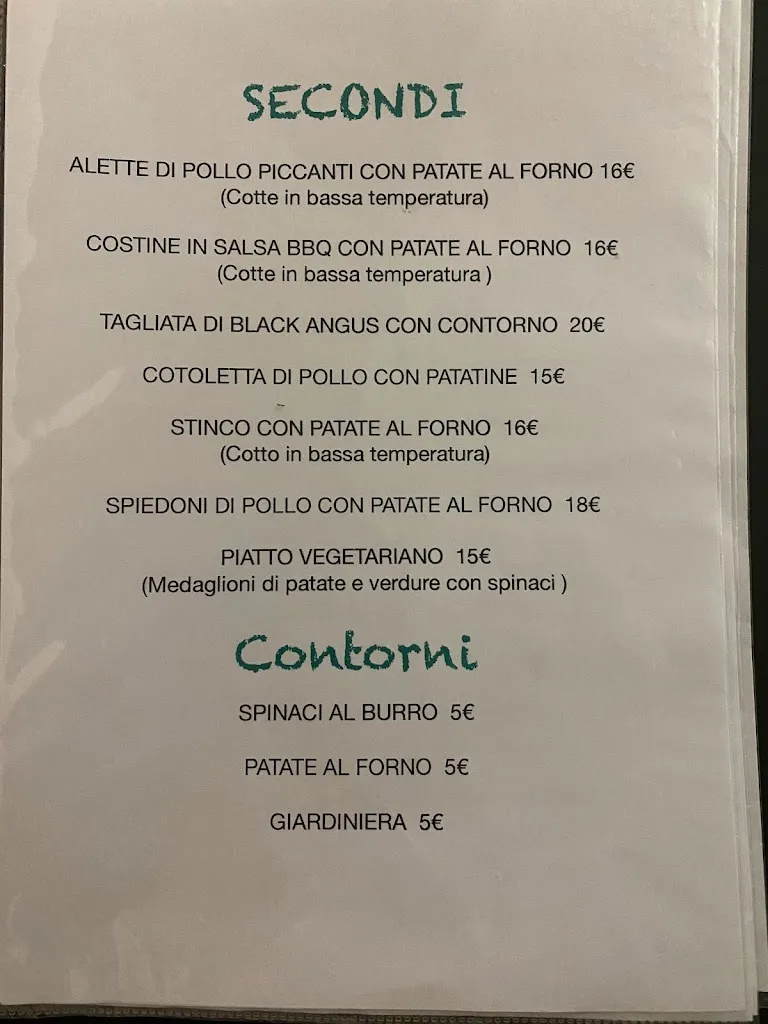 SECONDI
ALETTE DI POLLO PICCANTI CON PATATE AL FORNO 16€
(Cotte in bassa temperatura)
COSTINE IN SALSA BBQ CON PATATE AL FORNO 16€
(Cotte in bassa temperatura )
TAGLIATA DI BLACK ANGUS CON CONTORNO 20€
COTOLETTA DI POLLO CON PATATINE 15€
STINCO CON PATATE AL FORNO 16€
(Cotto in bassa temperatura)
SPIEDONI DI POLLO CON PATATE AL FORNO 18€
PIATTO VEGETARIANO 15€
(Medaglioni di patate e verdure con spinaci )
Contorni
SPINACI AL BURRO 5€
PATATE AL FORNO 5€
GIARDINIERA 5€